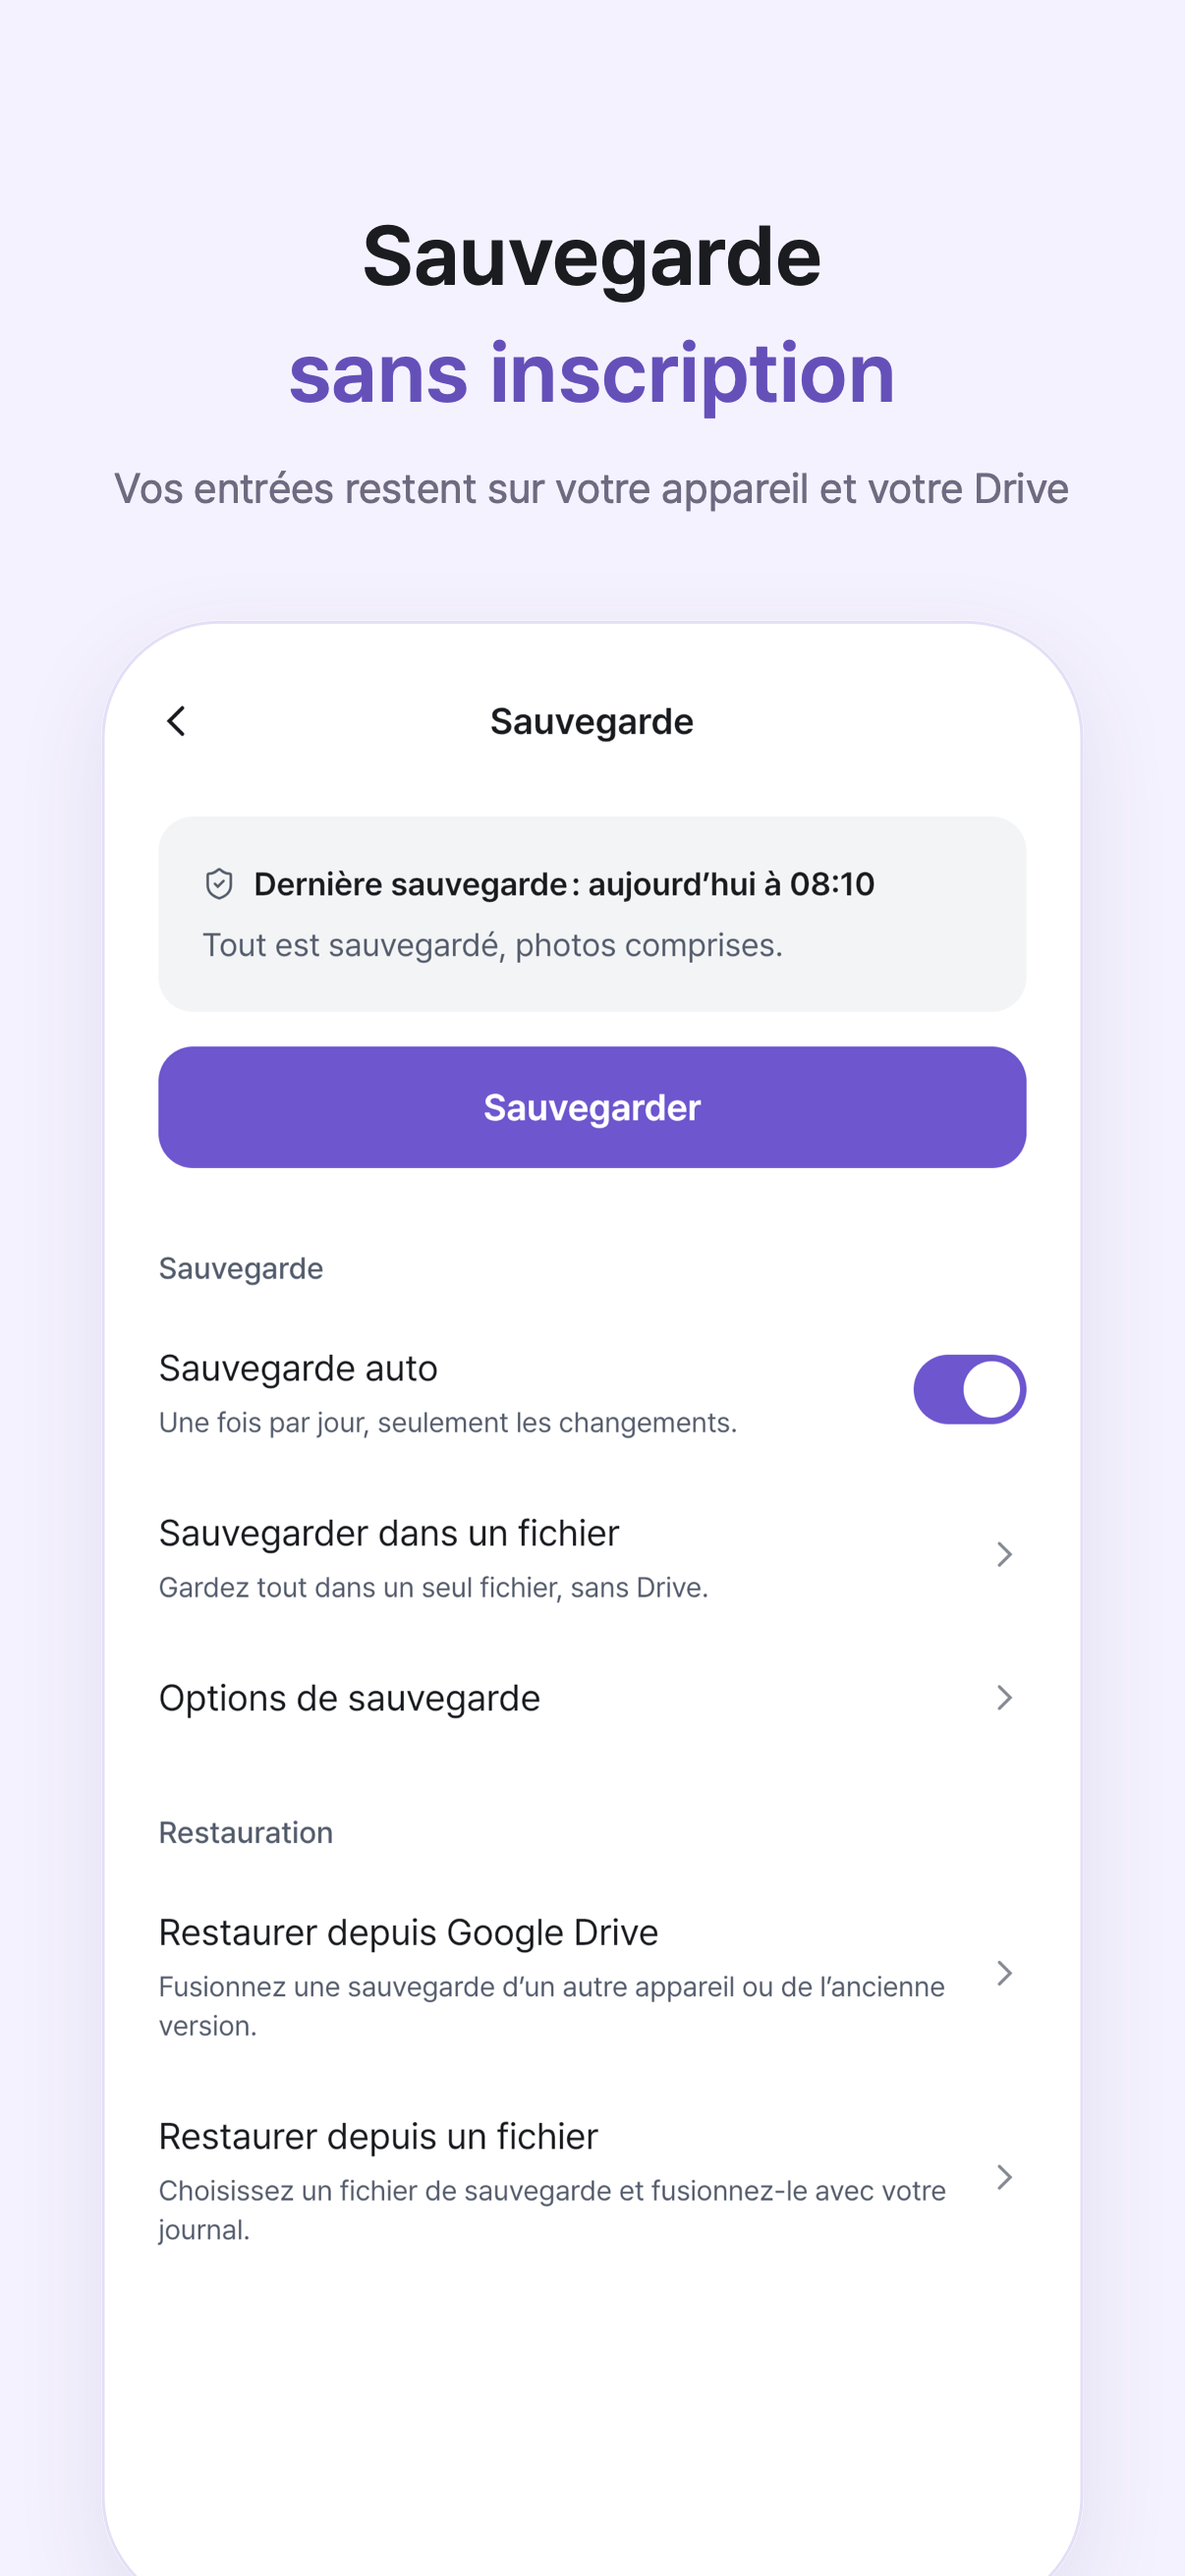 Sauvegarde
sans inscription
Vos entrées restent sur votre appareil et votre Drive
Sauvegarde
Dernière sauvegarde : aujourd’hui à 08:10
Tout est sauvegardé, photos comprises.
Sauvegarder
Sauvegarde
Sauvegarde auto
Une fois par jour, seulement les changements.
Sauvegarder dans un fichier
Gardez tout dans un seul fichier, sans Drive.
Options de sauvegarde
Restauration
Restaurer depuis Google Drive
Fusionnez une sauvegarde d’un autre appareil ou de l’ancienne
version.
Restaurer depuis un fichier
Choisissez un fichier de sauvegarde et fusionnez-le avec votre
journal.